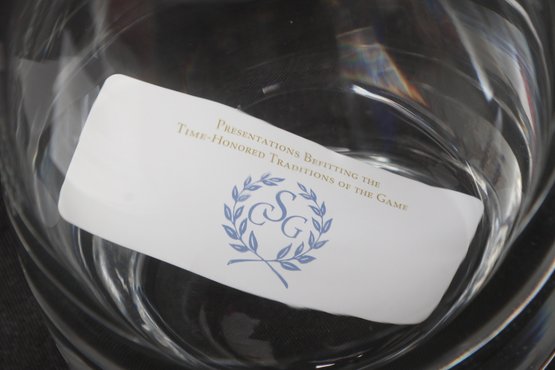 Presentations Befitting the
Time-Honored Traditions of the Game
CSG